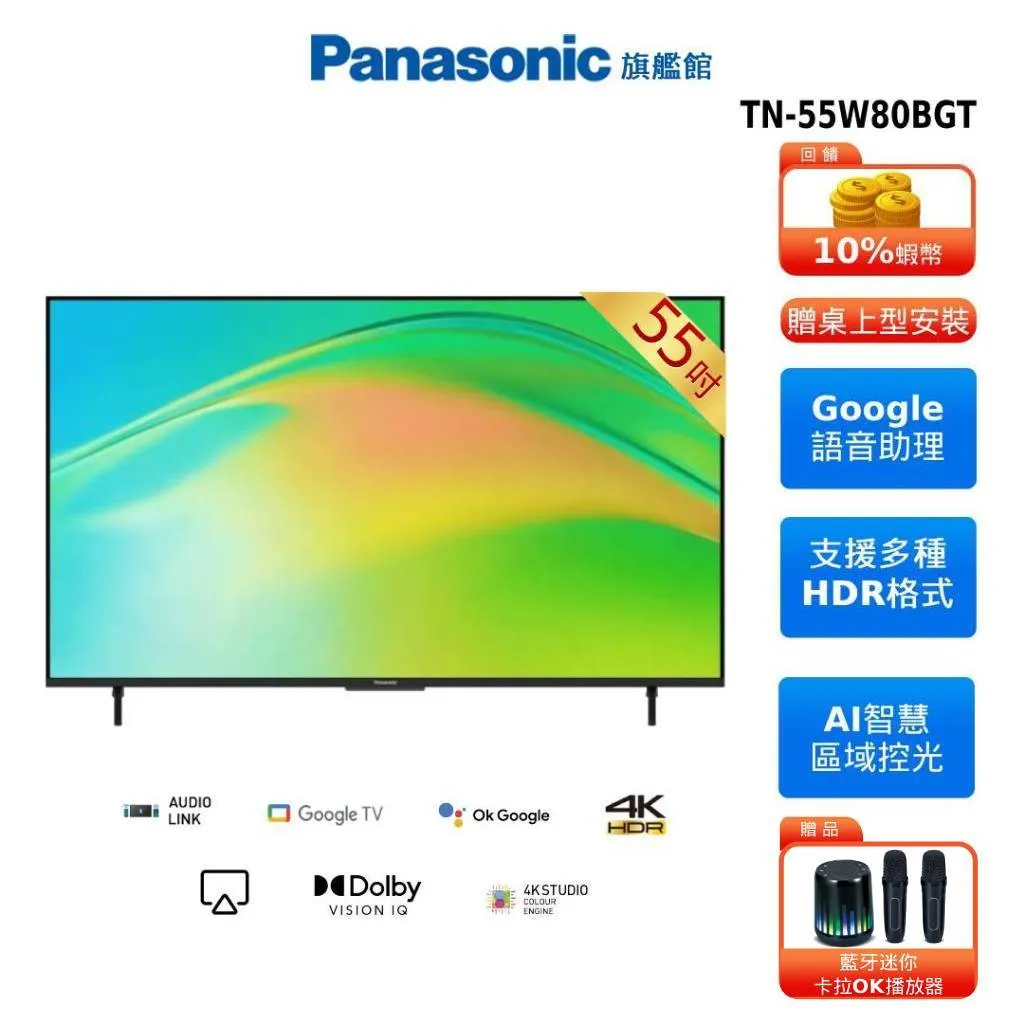 Panasonic 旗艦館
TN-55W80BGT
回饋
10%蝦幣
贈桌上型安裝
55吋
Google
語音助理
支援多種
HDR格式
AI智慧
區域控光
Panasonic
AUDIO
LINK
Google TV
Ok Google
4K
HDR
Dolby
VISION IQ
4K STUDIO
COLOUR
ENGINE
贈品
藍牙迷你
卡拉OK播放器